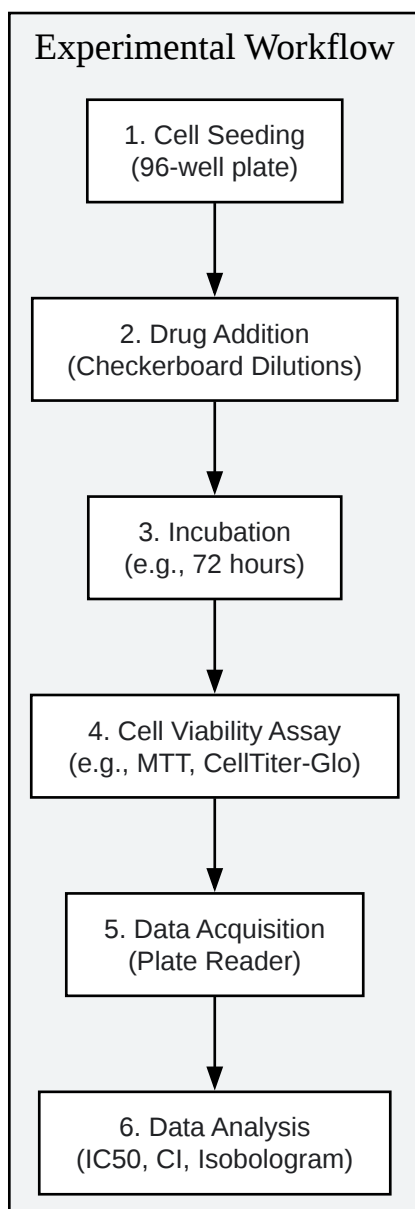 Experimental Workflow
1. Cell Seeding
(96-well plate)
2. Drug Addition
(Checkerboard Dilutions)
3. Incubation
(e.g., 72 hours)
4. Cell Viability Assay
(e.g., MTT, CellTiter-Glo)
5. Data Acquisition
(Plate Reader)
6. Data Analysis
(IC50, CI, Isobologram)